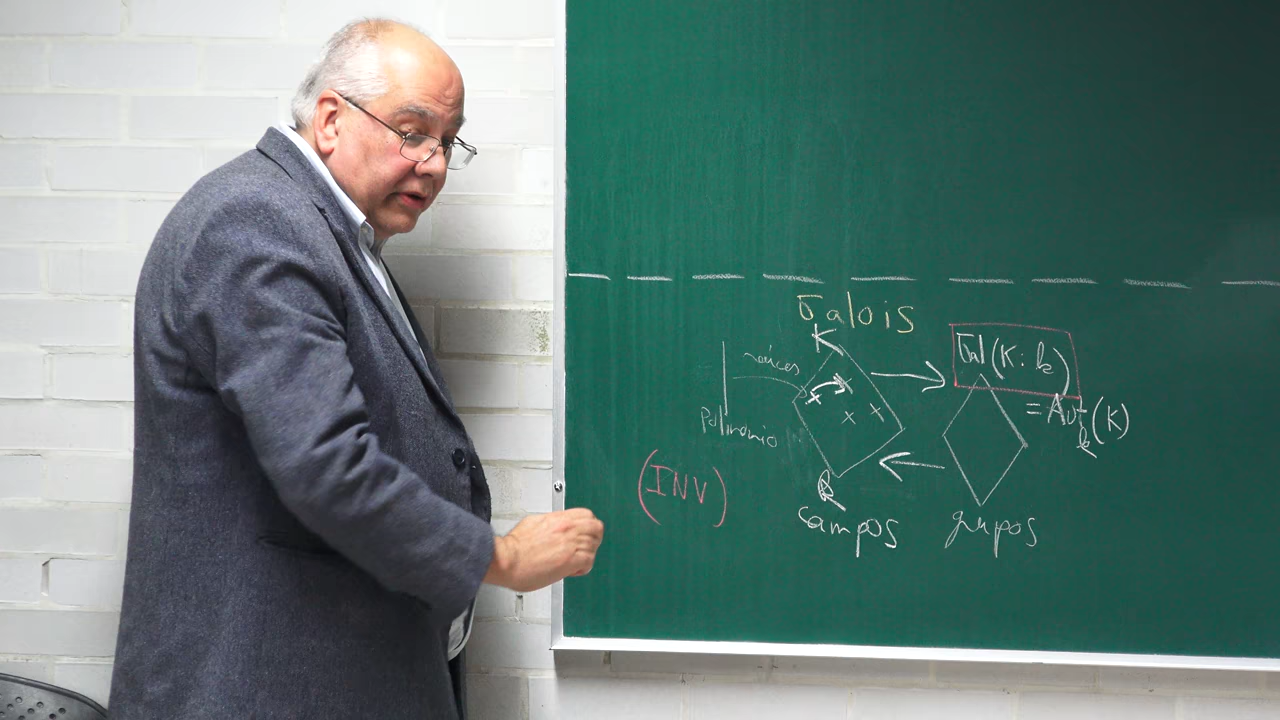 Galois
K
raíces
Gal(K:k)
= Aut_k(K)
Polinomio
(INV)
k
campos
grupos